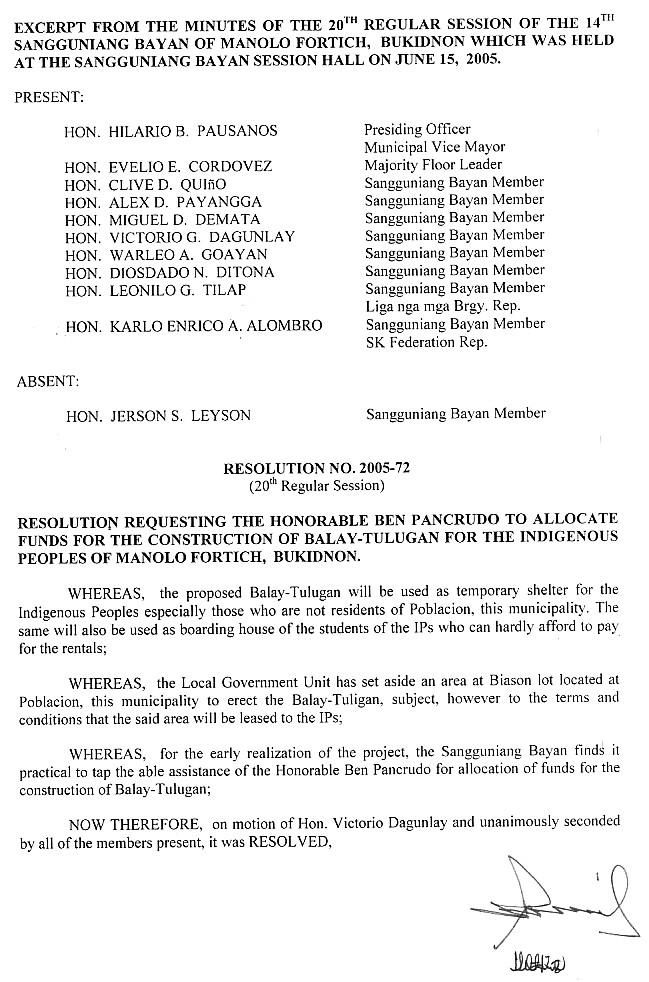 EXCERPT FROM THE MINUTES OF THE 20TH REGULAR SESSION OF THE 14TH
SANGGUNIANG BAYAN OF MANOLO FORTICH, BUKIDNON WHICH WAS HELD
AT THE SANGGUNIANG BAYAN SESSION HALL ON JUNE 15, 2005.
PRESENT:
HON. HILARIO B. PAUSANOS Presiding Officer
Municipal Vice Mayor
HON. EVELIO E. CORDOVEZ Majority Floor Leader
HON. CLIVE D. QUIñO Sangguniang Bayan Member
HON. ALEX D. PAYANGGA Sangguniang Bayan Member
HON. MIGUEL D. DEMATA Sangguniang Bayan Member
HON. VICTORIO G. DAGUNLAY Sangguniang Bayan Member
HON. WARLEO A. GOAYAN Sangguniang Bayan Member
HON. DIOSDADO N. DITONA Sangguniang Bayan Member
HON. LEONILO G. TILAP Sangguniang Bayan Member
Liga nga mga Brgy. Rep.
HON. KARLO ENRICO A. ALOMBRO Sangguniang Bayan Member
SK Federation Rep.
ABSENT:
HON. JERSON S. LEYSON Sangguniang Bayan Member
RESOLUTION NO. 2005-72
(20th Regular Session)
RESOLUTION REQUESTING THE HONORABLE BEN PANCRUDO TO ALLOCATE
FUNDS FOR THE CONSTRUCTION OF BALAY-TULUGAN FOR THE INDIGENOUS
PEOPLES OF MANOLO FORTICH, BUKIDNON.
WHEREAS, the proposed Balay-Tulugan will be used as temporary shelter for the
Indigenous Peoples especially those who are not residents of Poblacion, this municipality. The
same will also be used as boarding house of the students of the IPs who can hardly afford to pay
for the rentals;
WHEREAS, the Local Government Unit has set aside an area at Biason lot located at
Poblacion, this municipality to erect the Balay-Tuligan, subject, however to the terms and
conditions that the said area will be leased to the IPs;
WHEREAS, for the early realization of the project, the Sangguniang Bayan finds it
practical to tap the able assistance of the Honorable Ben Pancrudo for allocation of funds for the
construction of Balay-Tulugan;
NOW THEREFORE, on motion of Hon. Victorio Dagunlay and unanimously seconded
by all of the members present, it was RESOLVED,